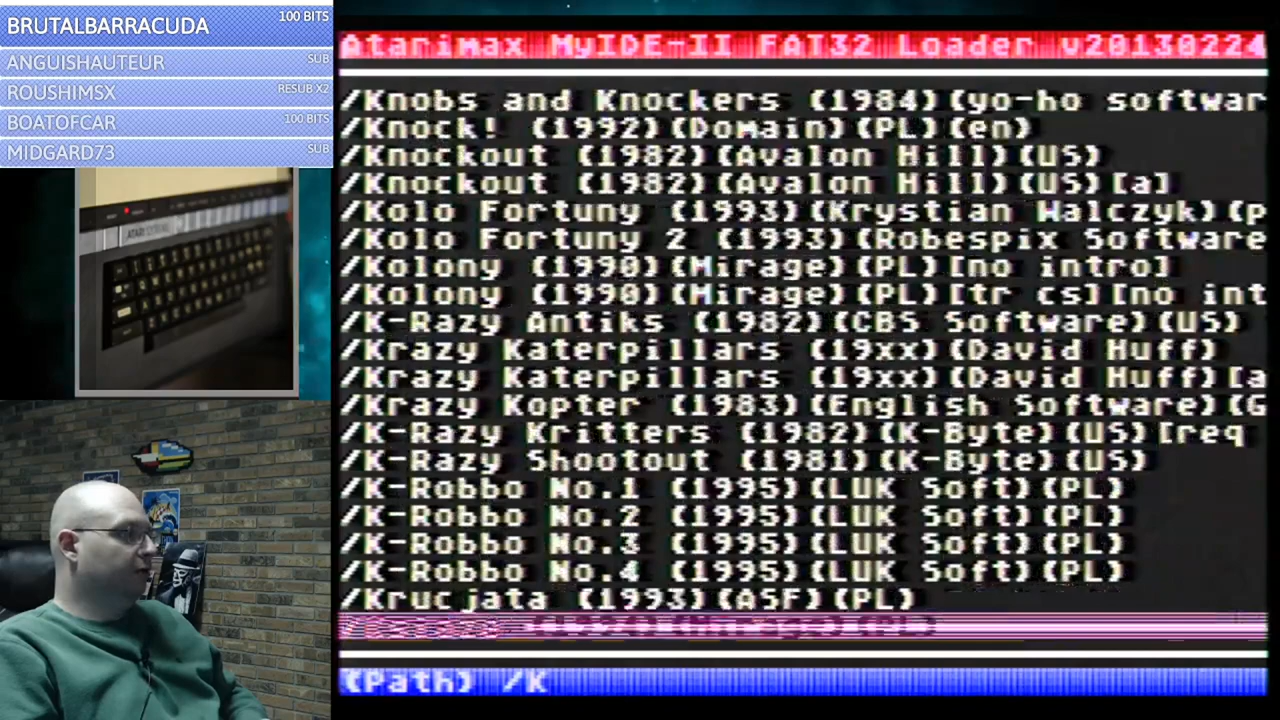 BRUTALBARRACUDA 100 BITS
ANGUISHAUTEUR SUB
ROUSHIMSX RESUB X2
BOATOFCAR 100 BITS
MIDGARD73 SUB
Atarimax MyIDE-II FAT32 Loader v20130224
/Knobs and Knockers (1984)(yo-ho softwar
/Knock! (1992)(Domain)(PL)(en)
/Knockout (1982)(Avalon Hill)(US)
/Knockout (1982)(Avalon Hill)(US)[a]
/Kolo Fortuny (1993)(Krystian Walczyk)(p
/Kolo Fortuny 2 (1993)(Robespix Software
/Kolony (1990)(Mirage)(PL)[no intro]
/Kolony (1990)(Mirage)(PL)[tr cs][no int
/K-Razy Antiks (1982)(CBS Software)(US)
/Krazy Katerpillars (19xx)(David Huff)
/Krazy Katerpillars (19xx)(David Huff)[a
/Krazy Kopter (1983)(English Software)(G
/K-Razy Kritters (1982)(K-Byte)(US)[req
/K-Razy Shootout (1981)(K-Byte)(US)
/K-Robbo No.1 (1995)(LUK Soft)(PL)
/K-Robbo No.2 (1995)(LUK Soft)(PL)
/K-Robbo No.3 (1995)(LUK Soft)(PL)
/K-Robbo No.4 (1995)(LUK Soft)(PL)
/Krucjata (1993)(ASF)(PL)
(Mirage)(PL)
(Path) /K